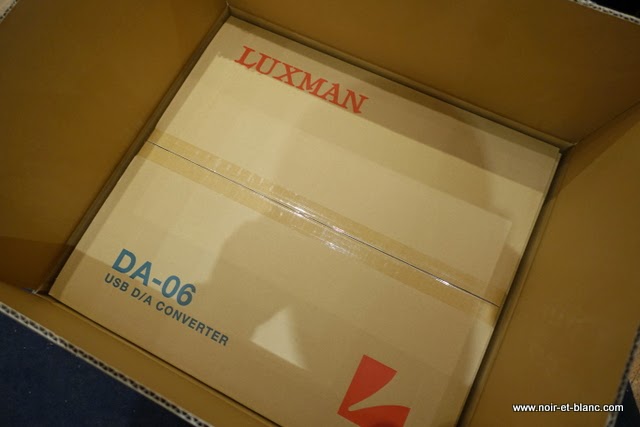 LUXMAN
DA-06
USB D/A CONVERTER
www.noir-et-blanc.com